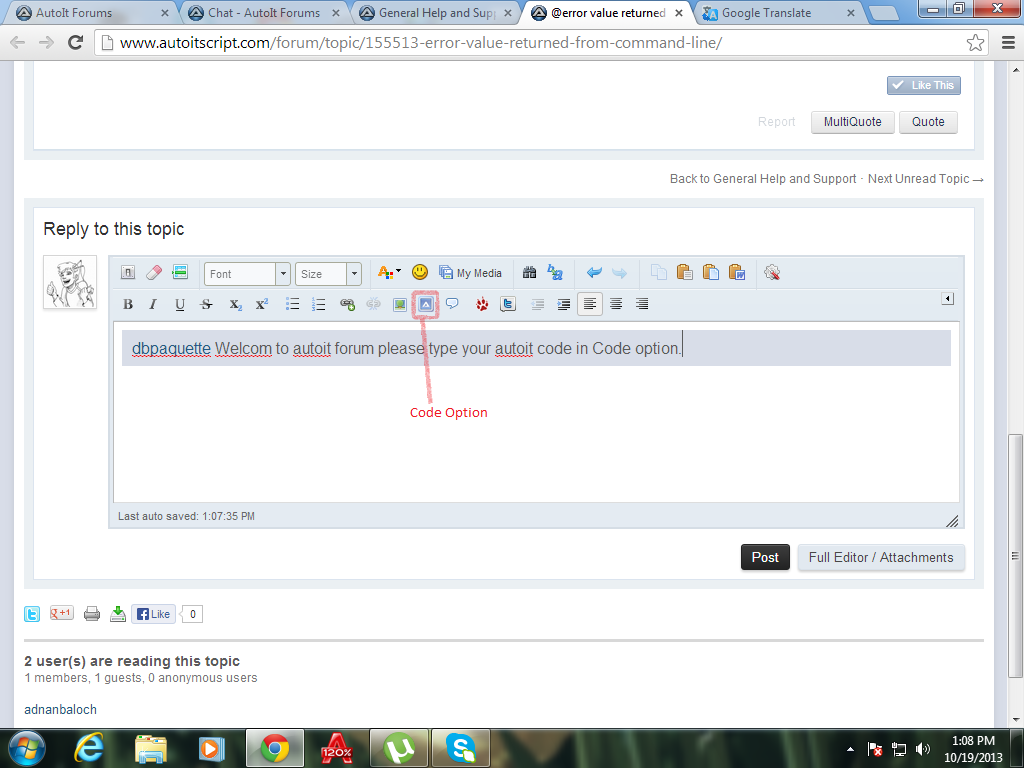 AutoIt Forums
Chat - AutoIt Forums
General Help and Supp
@error value returned
Google Translate
www.autoitscript.com/forum/topic/155513-error-value-returned-from-command-line/
Like This
Report
MultiQuote
Quote
Back to General Help and Support · Next Unread Topic →
Reply to this topic
Font
Size
My Media
B I U S X₂ X²
dbpaquette Welcom to autoit forum please type your autoit code in Code option.
Code Option
Last auto saved: 1:07:35 PM
Post
Full Editor / Attachments
g+1
Like
0
2 user(s) are reading this topic
1 members, 1 guests, 0 anonymous users
adnanbaloch
120%
1:08 PM
10/19/2013